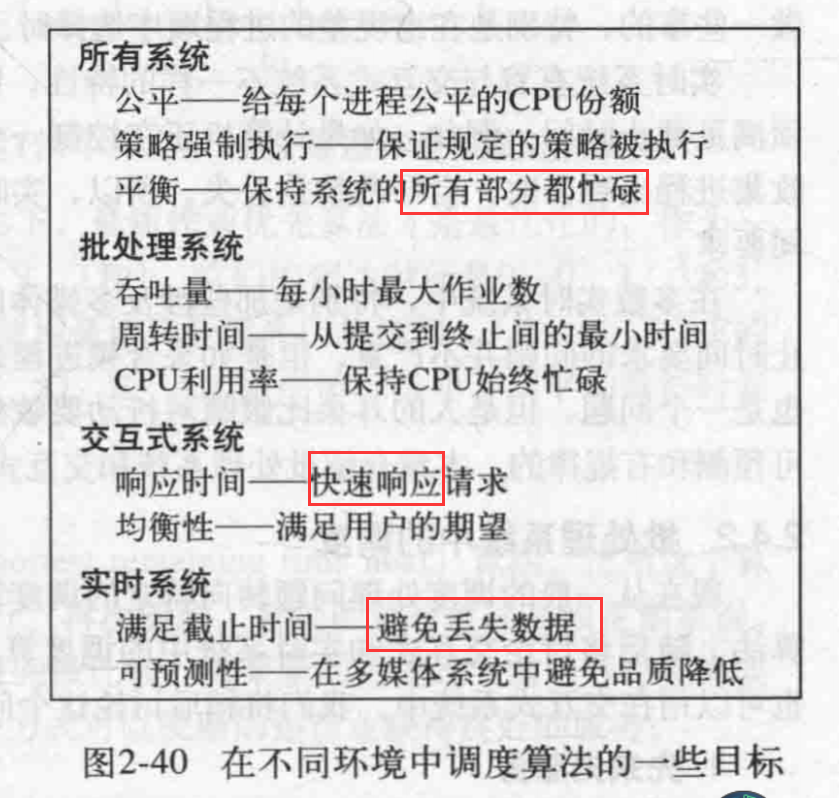 所有系统
公平——给每个进程公平的CPU份额
策略强制执行——保证规定的策略被执行
平衡——保持系统的所有部分都忙碌
批处理系统
吞吐量——每小时最大作业数
周转时间——从提交到终止间的最小时间
CPU利用率——保持CPU始终忙碌
交互式系统
响应时间——快速响应请求
均衡性——满足用户的期望
实时系统
满足截止时间——避免丢失数据
可预测性——在多媒体系统中避免品质降低
图2-40 在不同环境中调度算法的一些目标